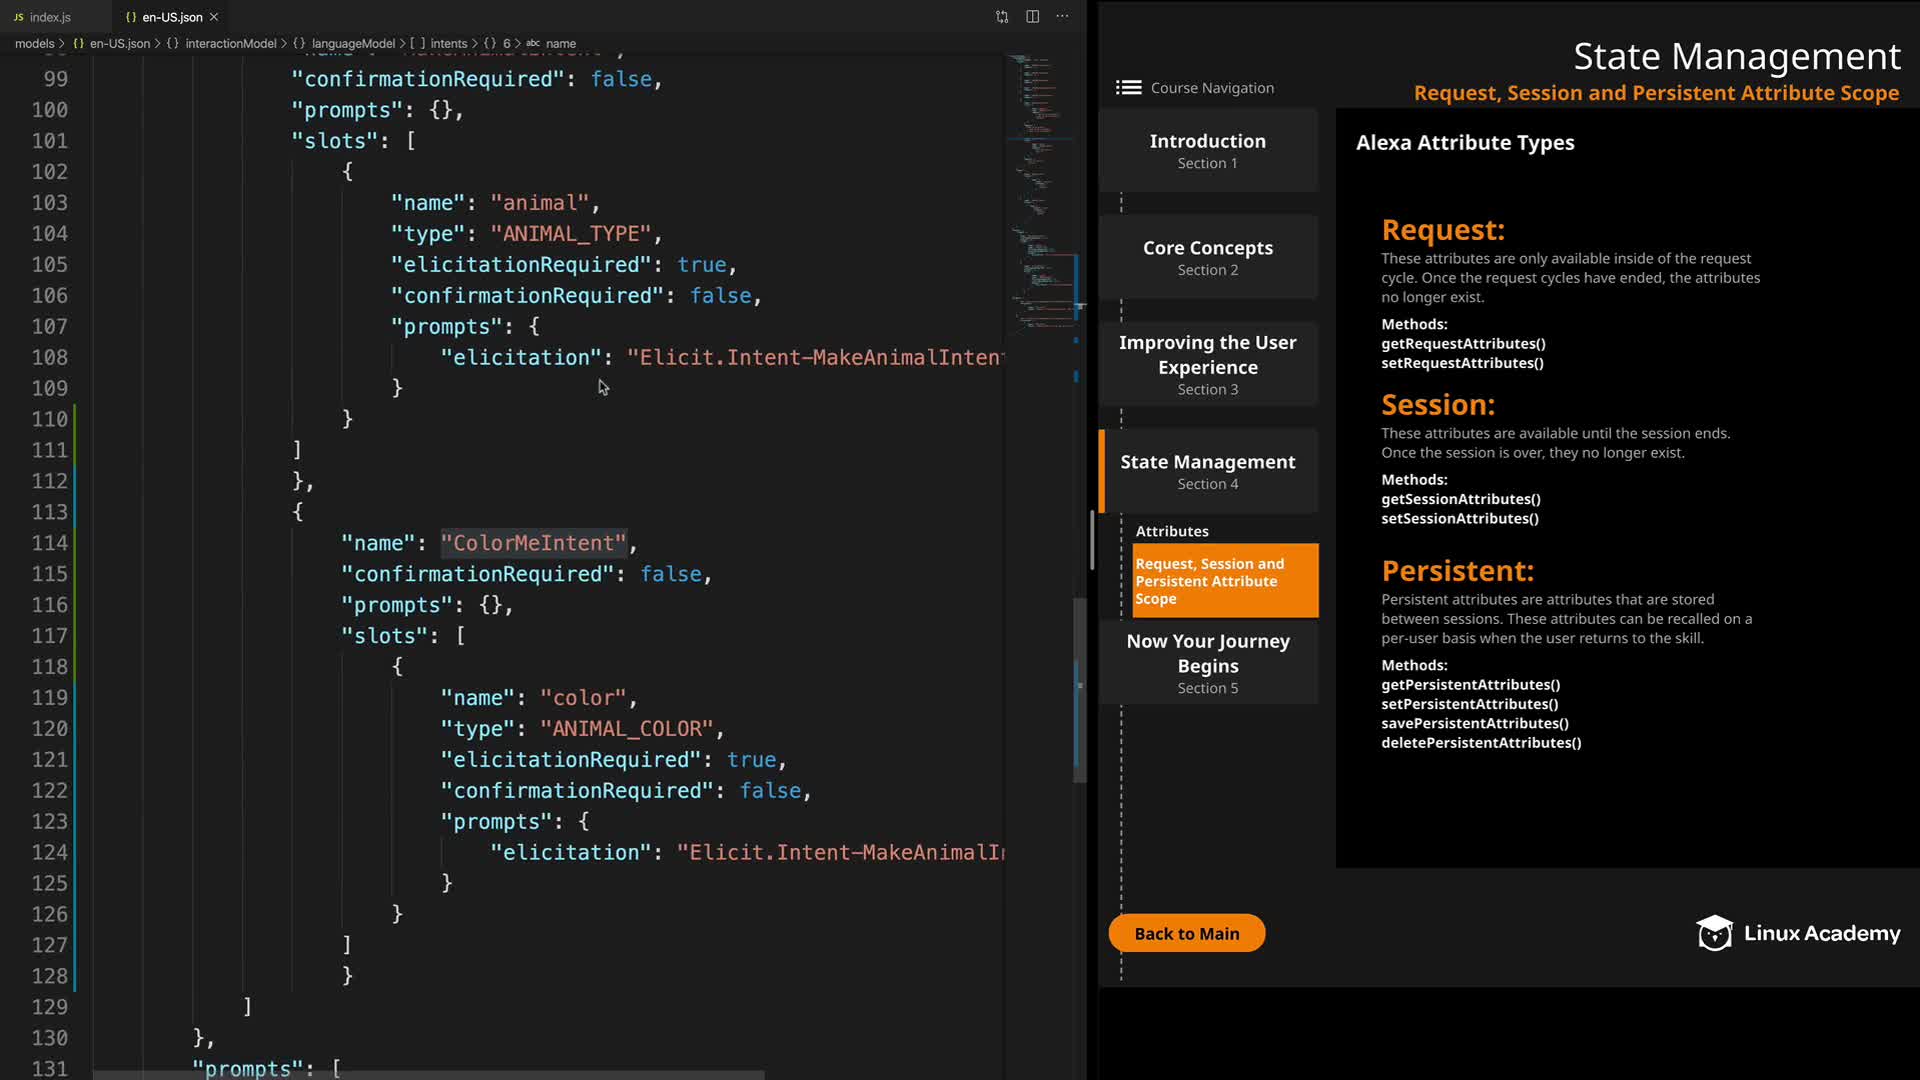 index.js
en-US.json
models > {} en-US.json > {} interactionModel > {} languageModel > [ ] intents > {} 6 > abc name
99 "confirmationRequired": false,
100 "prompts": {},
101 "slots": [
102 {
103 "name": "animal",
104 "type": "ANIMAL_TYPE",
105 "elicitationRequired": true,
106 "confirmationRequired": false,
107 "prompts": {
108 "elicitation": "Elicit.Intent-MakeAnimalIntent
109 }
110 }
111 ]
112 },
113 {
114 "name": "ColorMeIntent",
115 "confirmationRequired": false,
116 "prompts": {},
117 "slots": [
118 {
119 "name": "color",
120 "type": "ANIMAL_COLOR",
121 "elicitationRequired": true,
122 "confirmationRequired": false,
123 "prompts": {
124 "elicitation": "Elicit.Intent-MakeAnimalI
125 }
126 }
127 ]
128 }
129 ]
130 },
131 "prompts": [
State Management
Request, Session and Persistent Attribute Scope
Course Navigation
Introduction
Section 1
Core Concepts
Section 2
Improving the User
Experience
Section 3
State Management
Section 4
Attributes
Request, Session and
Persistent Attribute
Scope
Now Your Journey
Begins
Section 5
Back to Main
Alexa Attribute Types
Request:
These attributes are only available inside of the request
cycle. Once the request cycles have ended, the attributes
no longer exist.
Methods:
getRequestAttributes()
setRequestAttributes()
Session:
These attributes are available until the session ends.
Once the session is over, they no longer exist.
Methods:
getSessionAttributes()
setSessionAttributes()
Persistent:
Persistent attributes are attributes that are stored
between sessions. These attributes can be recalled on a
per-user basis when the user returns to the skill.
Methods:
getPersistentAttributes()
setPersistentAttributes()
savePersistentAttributes()
deletePersistentAttributes()
Linux Academy